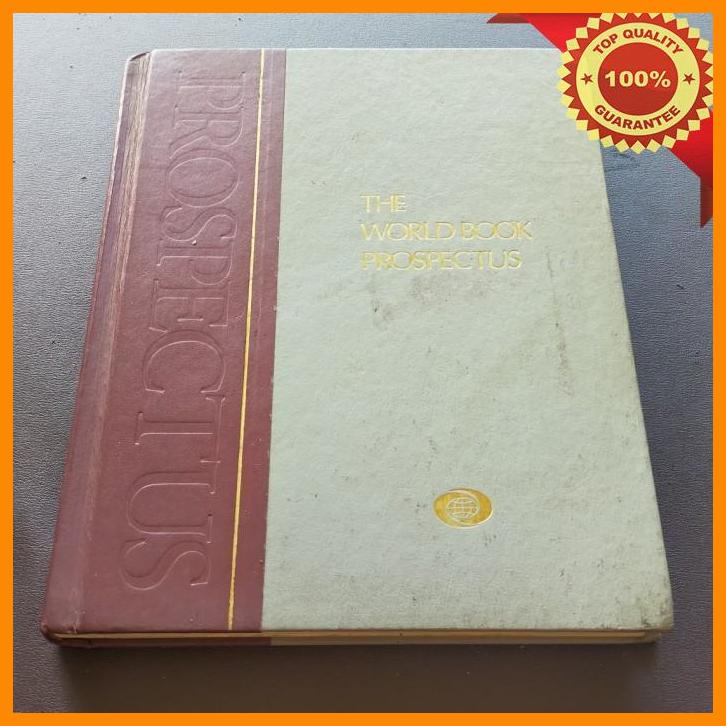 PROSPECTUS
THE
WORLD BOOK
PROSPECTUS
TOP QUALITY
100%
GUARANTEE